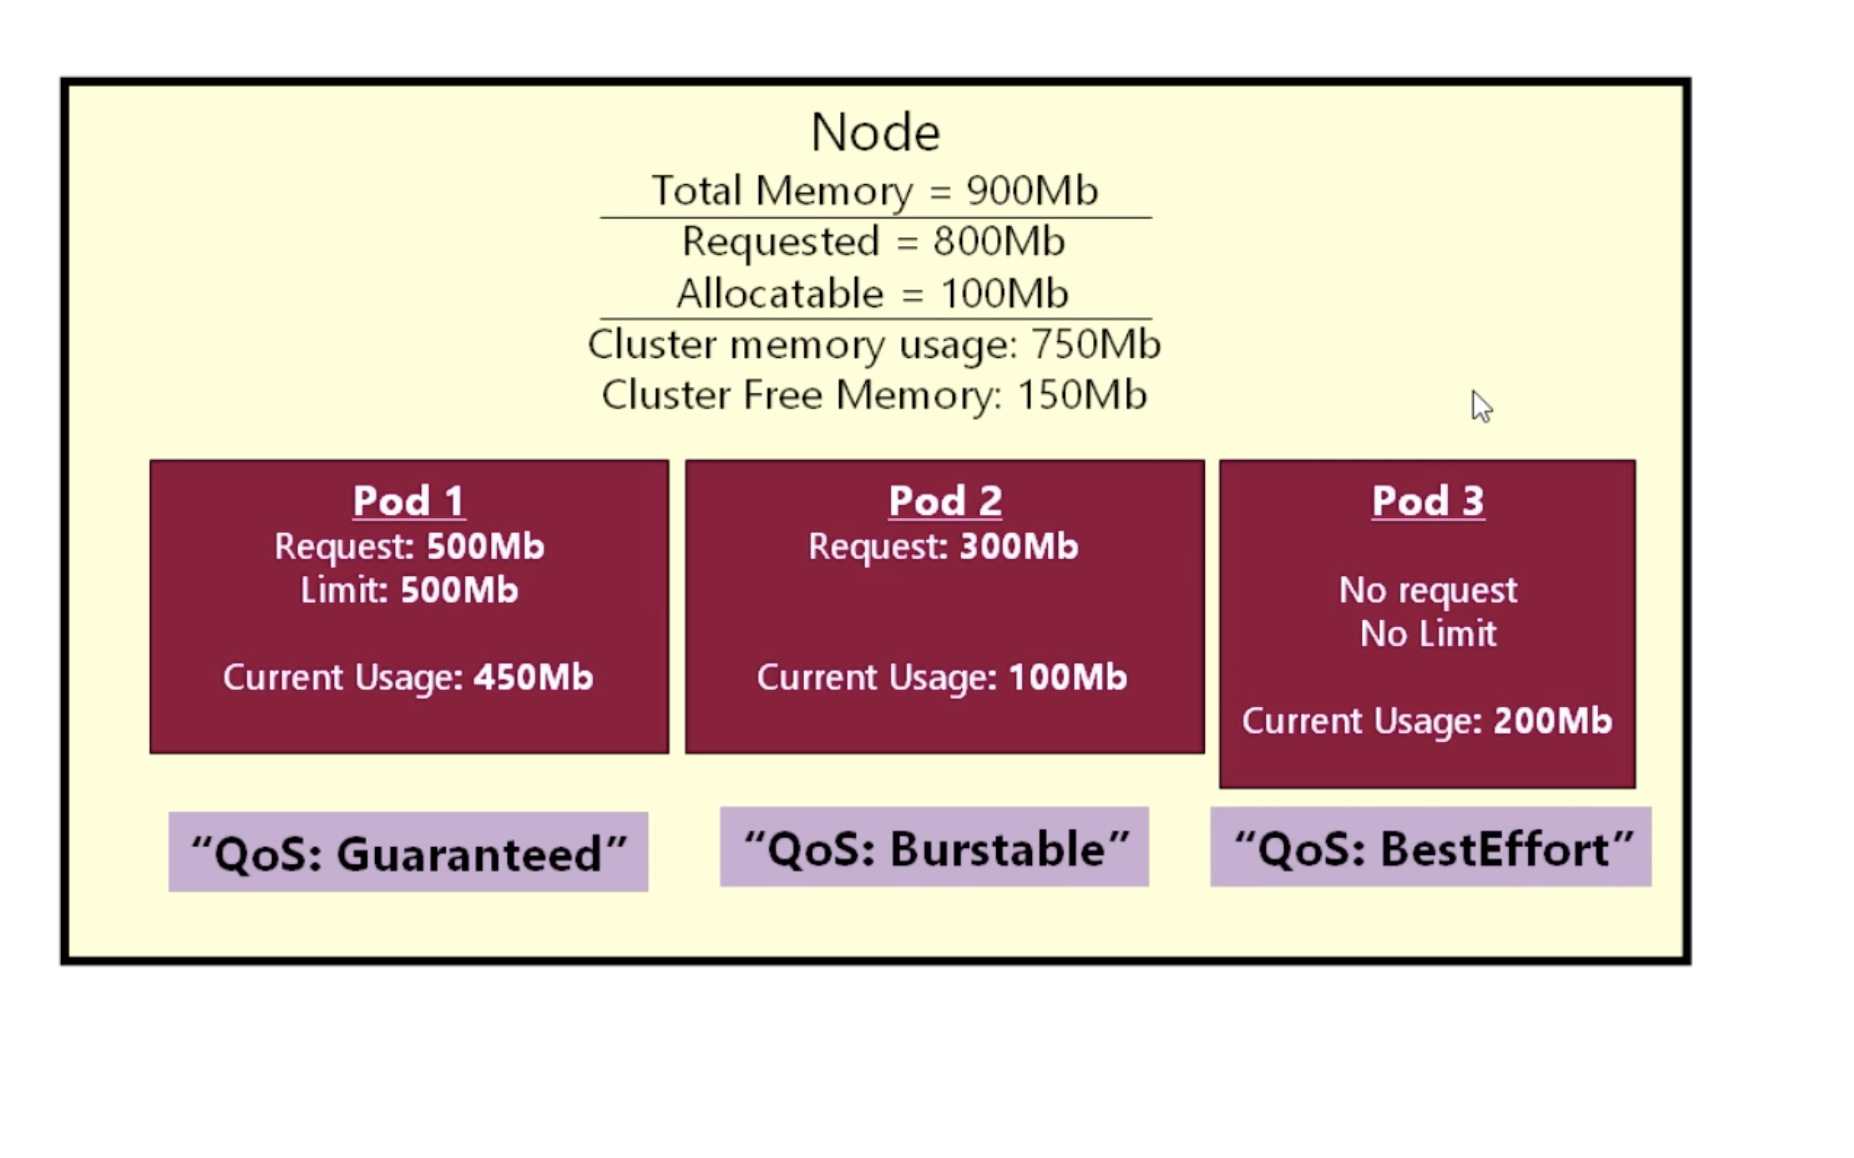 Node
Total Memory = 900Mb
Requested = 800Mb
Allocatable = 100Mb
Cluster memory usage: 750Mb
Cluster Free Memory: 150Mb
Pod 1
Request: 500Mb
Limit: 500Mb
Current Usage: 450Mb
Pod 2
Request: 300Mb
Current Usage: 100Mb
Pod 3
No request
No Limit
Current Usage: 200Mb
“QoS: Guaranteed”
“QoS: Burstable”
“QoS: BestEffort”